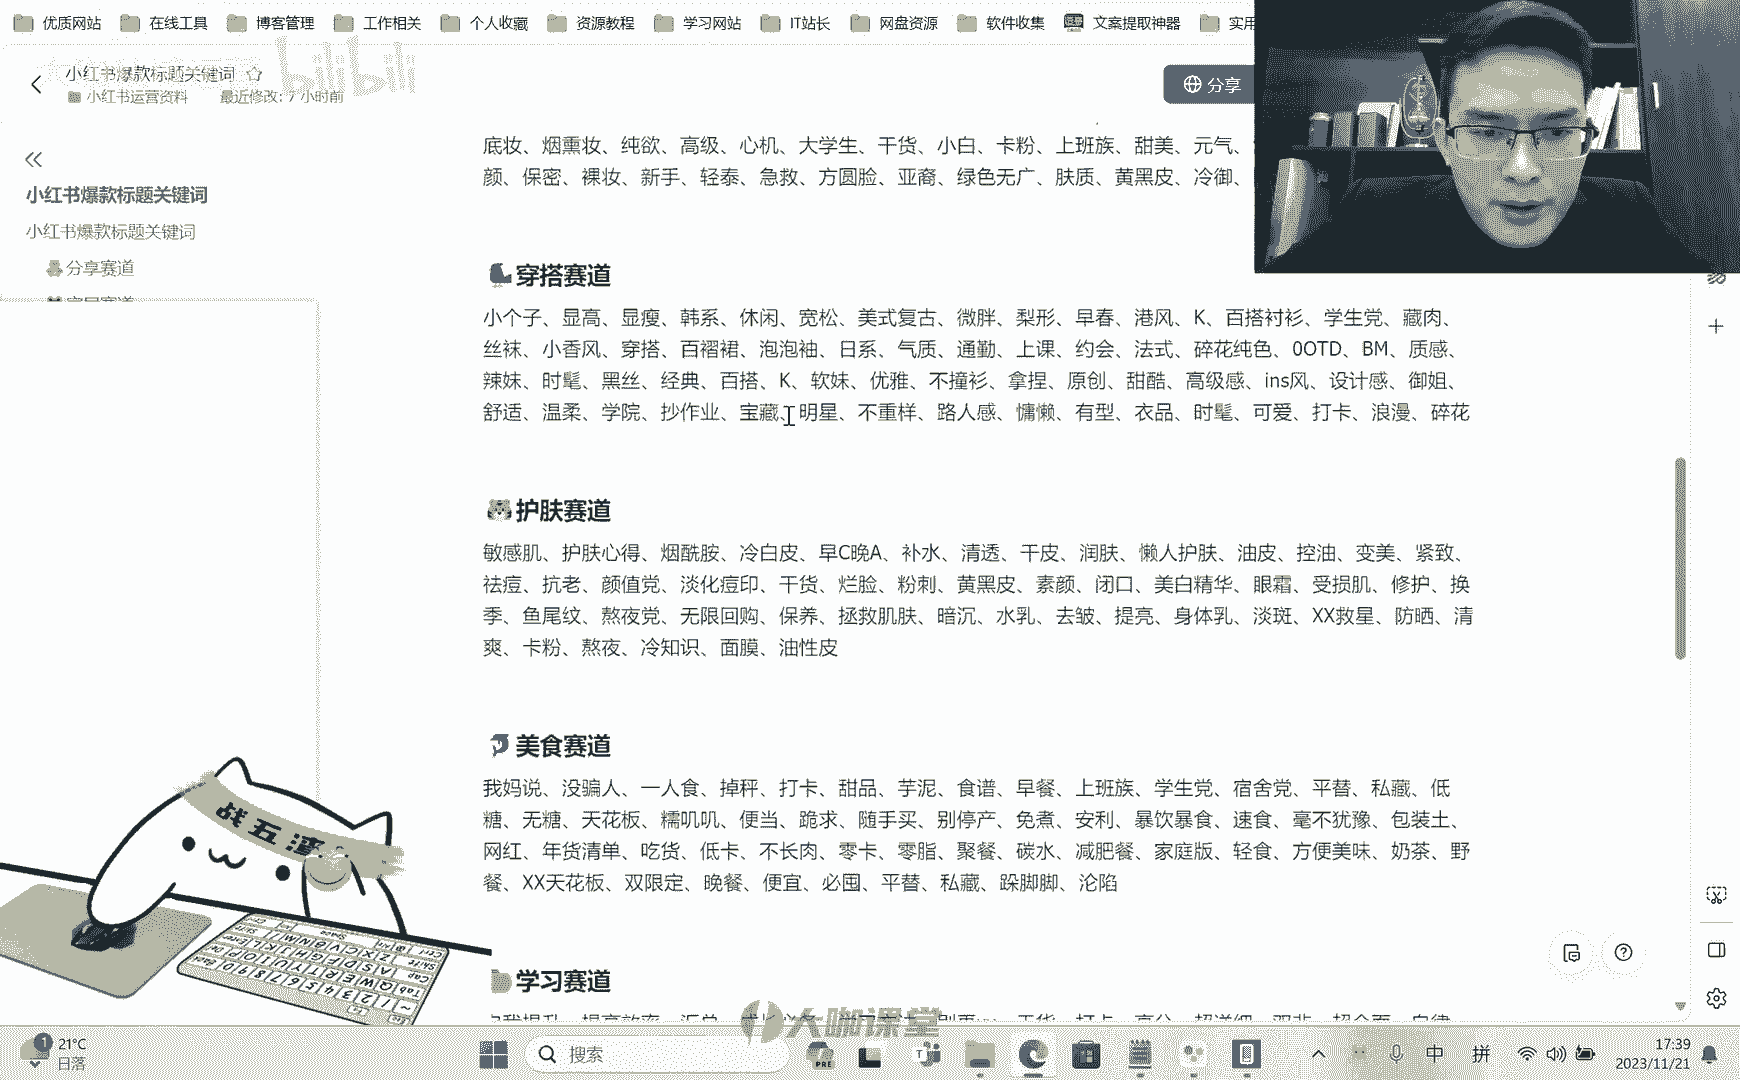 优质网站 在线工具 博客管理 工作相关 个人收藏 资源教程 学习网站 IT站长 网盘资源 软件收集 文案提取神器 实用
小红书爆款标题关键词
bilibili
小红书运营资料 最近修改: 7 小时前
分享
小红书爆款标题关键词
小红书爆款标题关键词
分享赛道
底妆、烟熏妆、纯欲、高级、心机、大学生、干货、小白、卡粉、上班族、甜美、元气、
颜、保密、裸妆、新手、轻泰、急救、方圆脸、亚裔、绿色无广、肤质、黄黑皮、冷御、
穿搭赛道
小个子、显高、显瘦、韩系、休闲、宽松、美式复古、微胖、梨形、早春、港风、K、百搭衬衫、学生党、藏肉、
丝袜、小香风、穿搭、百褶裙、泡泡袖、日系、气质、通勤、上课、约会、法式、碎花纯色、0OTD、BM、质感、
辣妹、时髦、黑丝、经典、百搭、K、软妹、优雅、不撞衫、拿捏、原创、甜酷、高级感、ins风、设计感、御姐、
舒适、温柔、学院、抄作业、宝藏、明星、不重样、路人感、慵懒、有型、衣品、时髦、可爱、打卡、浪漫、碎花
护肤赛道
敏感肌、护肤心得、烟酰胺、冷白皮、早C晚A、补水、清透、干皮、润肤、懒人护肤、油皮、控油、变美、紧致、
祛痘、抗老、颜值党、淡化痘印、干货、烂脸、粉刺、黄黑皮、素颜、闭口、美白精华、眼霜、受损肌、修护、换
季、鱼尾纹、熬夜党、无限回购、保养、拯救肌肤、暗沉、水乳、去皱、提亮、身体乳、淡斑、XX救星、防晒、清
爽、卡粉、熬夜、冷知识、面膜、油性皮
美食赛道
我妈说、没骗人、一人食、掉秤、打卡、甜品、芋泥、食谱、早餐、上班族、学生党、宿舍党、平替、私藏、低
糖、无糖、天花板、糯叽叽、便当、跪求、随手买、别停产、免煮、安利、暴饮暴食、速食、毫不犹豫、包装土、
网红、年货清单、吃货、低卡、不长肉、零卡、零脂、聚餐、碳水、减肥餐、家庭版、轻食、方便美味、奶茶、野
餐、XX天花板、双限定、晚餐、便宜、必囤、平替、私藏、跺脚脚、沦陷
学习赛道
大咖课堂
21°C
日落
搜索
中 拼
17:39
2023/11/21